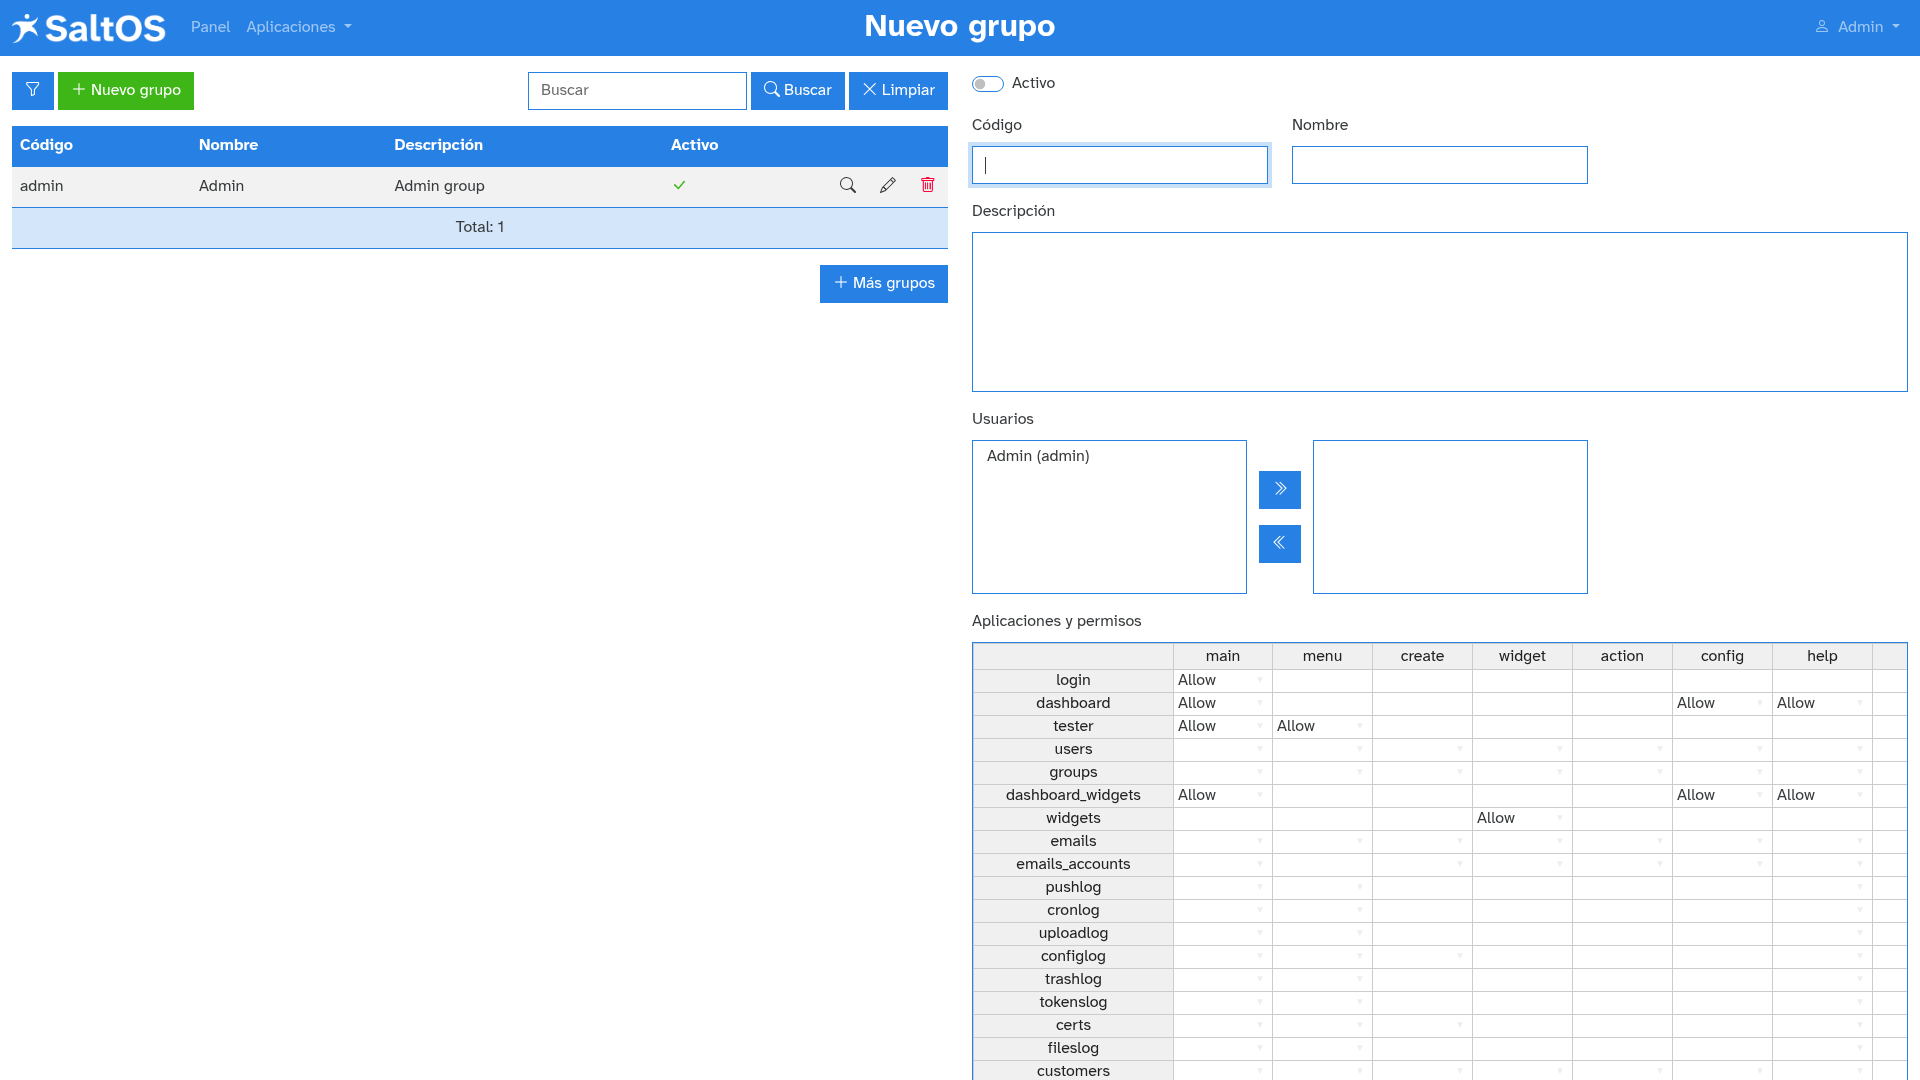 SaltOS Panel Aplicaciones Nuevo grupo Admin
Nuevo grupo Buscar Buscar Limpiar
Código Nombre Descripción Activo
admin Admin Admin group
Total: 1
Más grupos
Activo
Código Nombre
Descripción
Usuarios
Admin (admin)
Aplicaciones y permisos
main menu create widget action config help
login Allow
dashboard Allow Allow Allow
tester Allow Allow
users
groups
dashboard_widgets Allow Allow Allow
widgets Allow
emails
emails_accounts
pushlog
cronlog
uploadlog
configlog
trashlog
tokenslog
certs
fileslog
customers